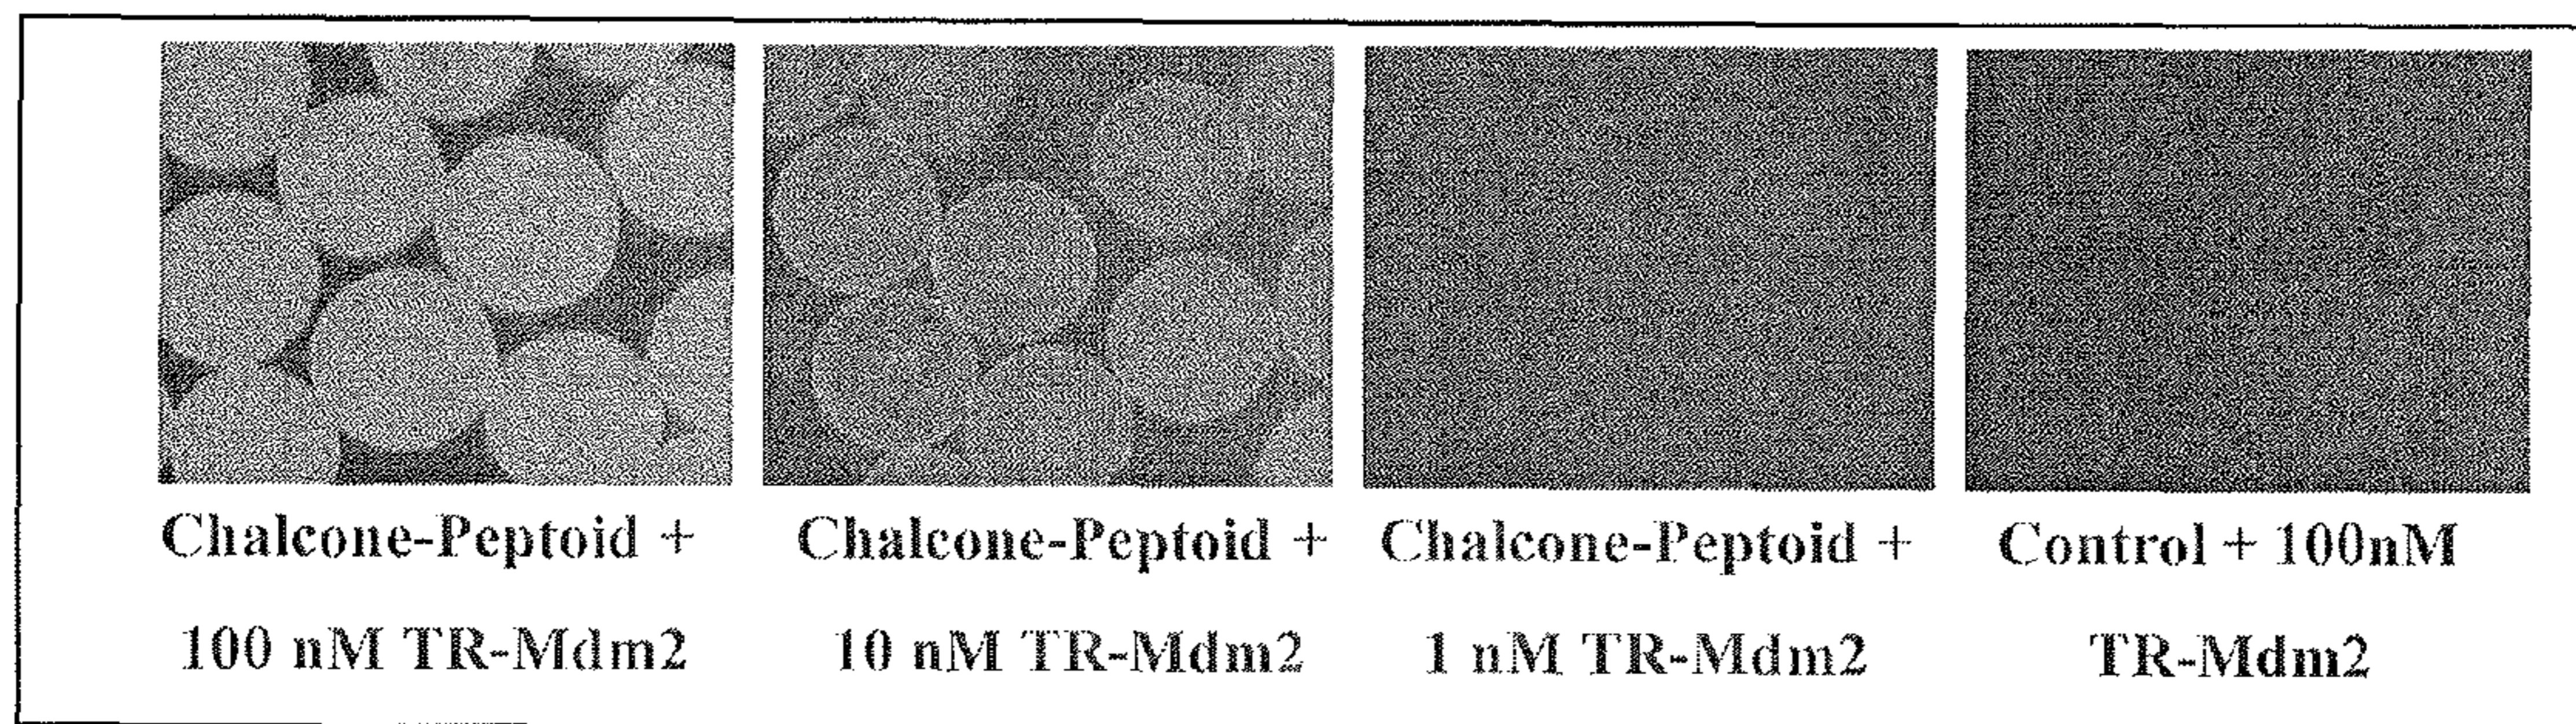 Chalcone-Peptoid + 
100 nM TR-Mdm2
Chalcone-Peptoid + 
10 nM TR-Mdm2
Chalcone-Peptoid + 
1 nM TR-Mdm2
Control + 100nM
TR-Mdm2